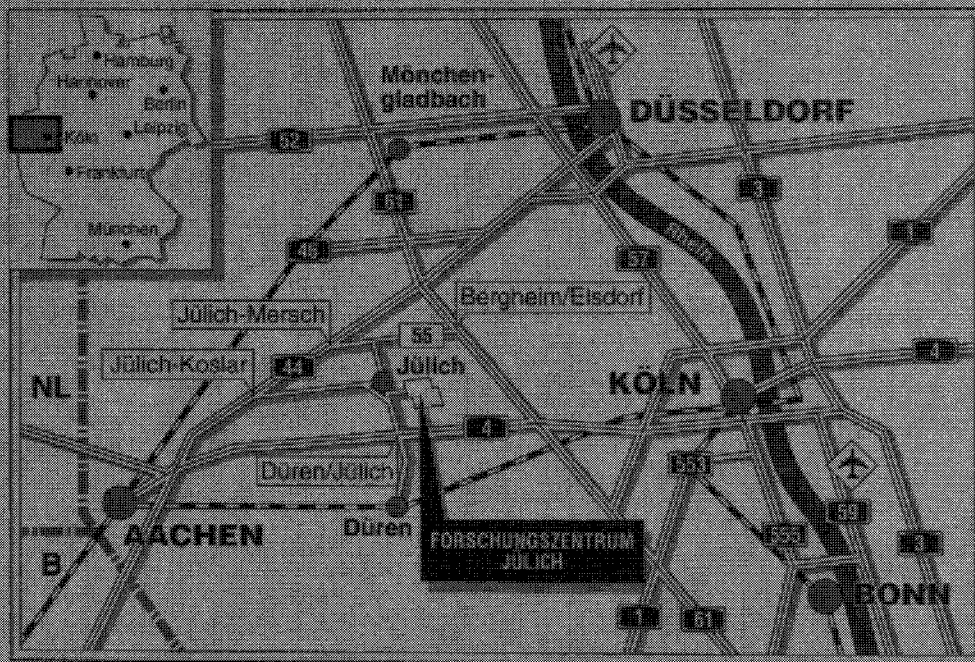 Hamburg
Hannover
Berlin
Köln
Leipzig
Frankfurt
München
Mönchen-
gladbach
DÜSSELDORF
52
61
3
1
46
57
Rhein
Bergheim/Elsdorf
Jülich-Mersch
55
Jülich
Jülich-Koslar
44
4
NL
KÖLN
4
553
Düren/Jülich
AACHEN
Düren
59
FORSCHUNGSZENTRUM
JÜLICH
555
3
B
BONN
1
61